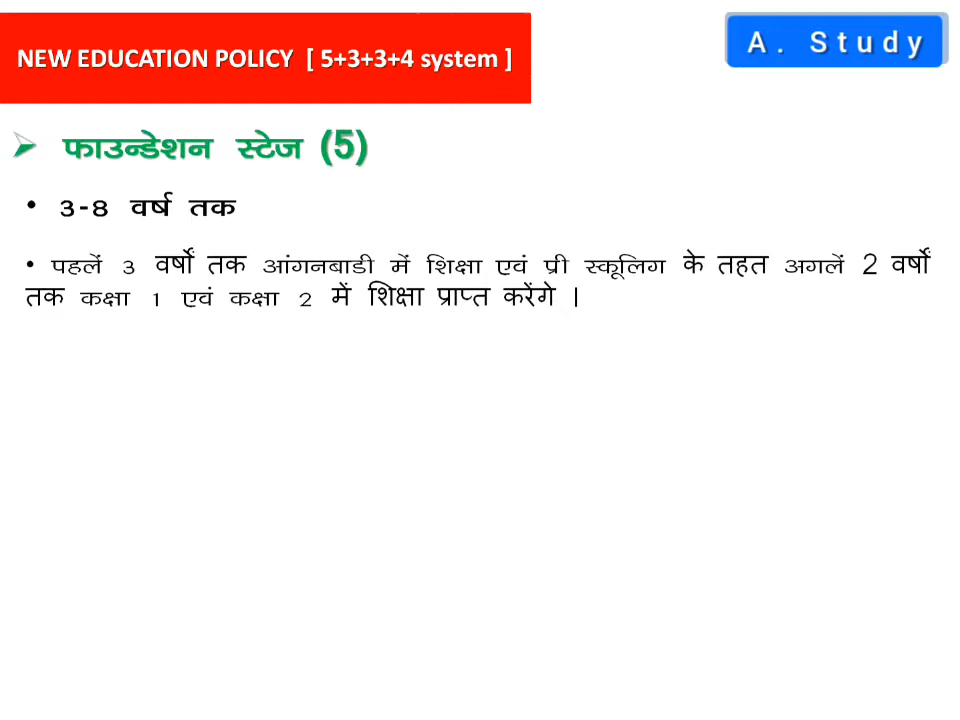 NEW EDUCATION POLICY [ 5+3+3+4 system ]
A. Study
फाउन्डेशन स्टेज (5)
• 3-8 वर्ष तक
• पहलें 3 वर्षों तक आंगनबाडी में शिक्षा एवं प्री स्कूलिग के तहत अगलें 2 वर्षो
तक कक्षा 1 एवं कक्षा 2 में शिक्षा प्राप्त करेंगे ।